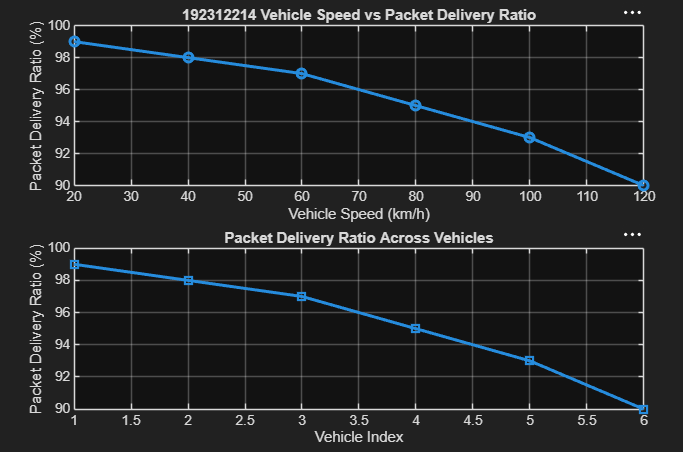 192312214 Vehicle Speed vs Packet Delivery Ratio
Packet Delivery Ratio (%)
100
98
96
94
92
90
20 30 40 50 60 70 80 90 100 110 120
Vehicle Speed (km/h)
Packet Delivery Ratio Across Vehicles
Packet Delivery Ratio (%)
100
98
96
94
92
90
1 1.5 2 2.5 3 3.5 4 4.5 5 5.5 6
Vehicle Index